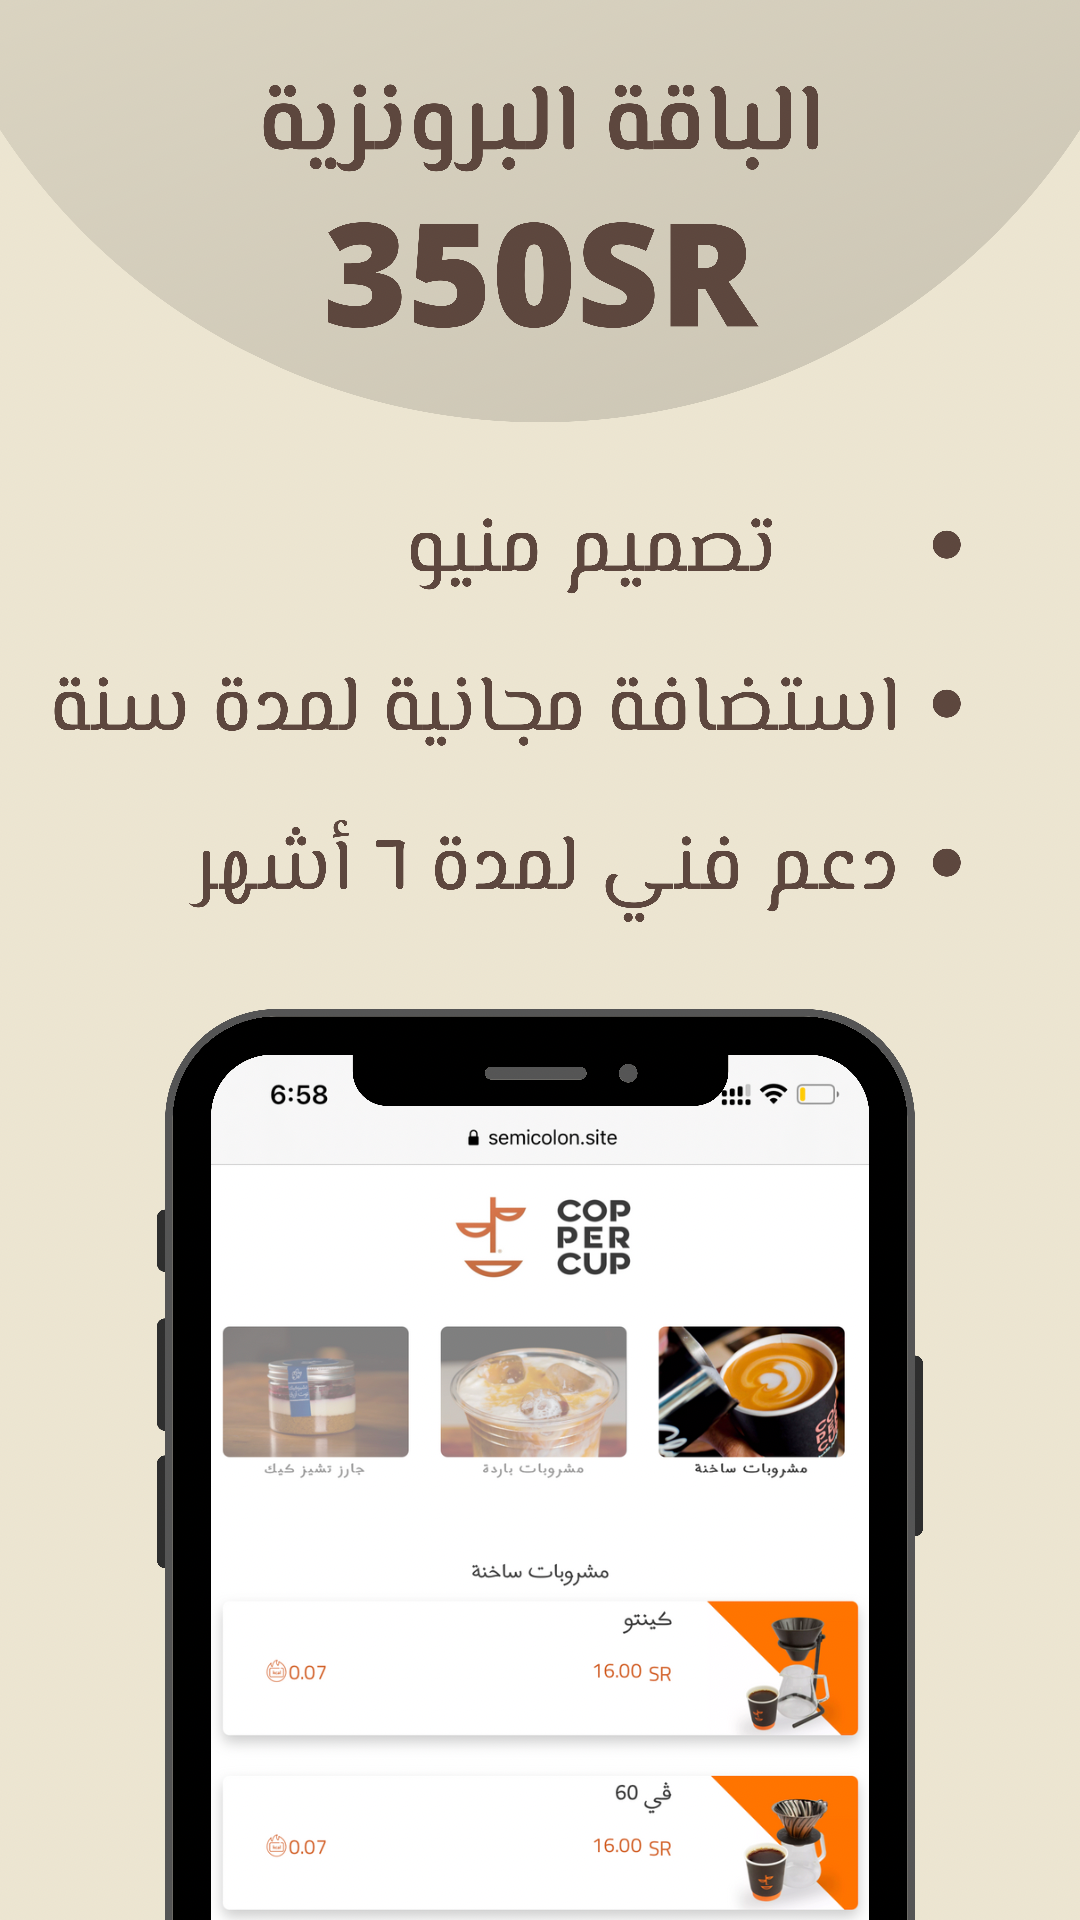 الباقة البرونزية
350SR
• تصميم منيو
• استضافة مجانية لمدة سنة
• دعم فني لمدة ٦ أشهر
6:58
semicolon.site
COP
PER
CUP
مشروبات ساخنة
مشروبات باردة
جارز تشيز كيك
مشروبات ساخنة
كينتو
16.00 SR
0.07
ڤي 60
16.00 SR
0.07